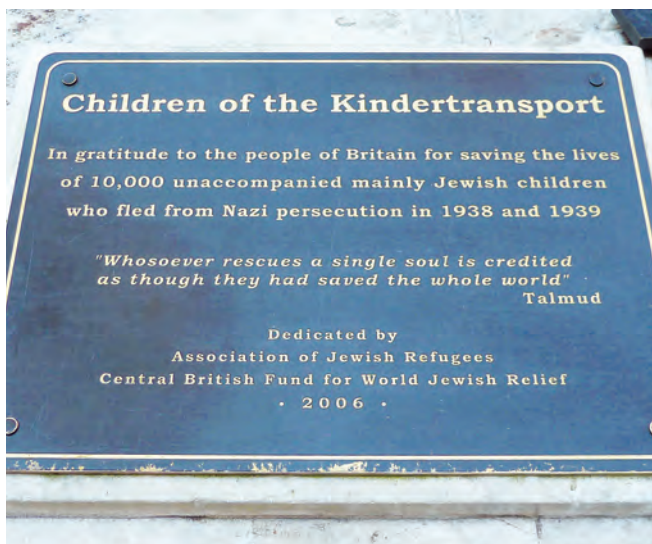 Children of the Kindertransport
In gratitude to the people of Britain for saving the lives
of 10,000 unaccompanied mainly Jewish children
who fled from Nazi persecution in 1938 and 1939
"Whosoever rescues a single soul is credited
as though they had saved the whole world"
Talmud
Dedicated by
Association of Jewish Refugees
Central British Fund for World Jewish Relief
· 2006 ·